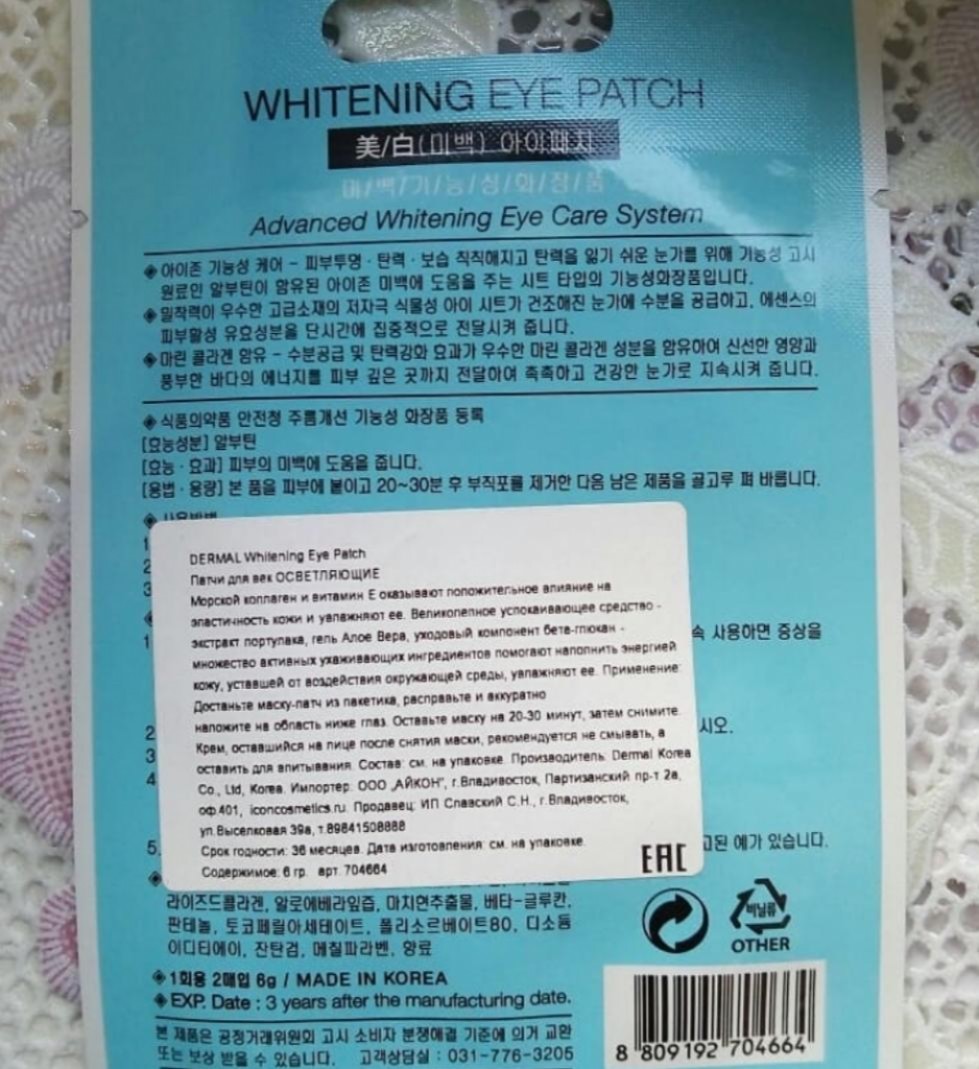 WHITENING EYE PATCH
美/白(미백) 아이패치
미/백/기/능/성/화/장/품
Advanced Whitening Eye Care System
◈ 아이존 기능성 케어 - 피부투명 · 탄력 · 보습 칙칙해지고 탄력을 잃기 쉬운 눈가를 위해 기능성 고시
원료인 알부틴이 함유된 아이존 미백에 도움을 주는 시트 타입의 기능성화장품입니다.
◈ 밀착력이 우수한 고급소재의 저자극 식물성 아이 시트가 건조해진 눈가에 수분을 공급하고, 에센스의
피부활성 유효성분을 단시간에 집중적으로 전달시켜 줍니다.
◈ 마린 콜라겐 함유 - 수분공급 및 탄력강화 효과가 우수한 마린 콜라겐 성분을 함유하여 신선한 영양과
풍부한 바다의 에너지를 피부 깊은 곳까지 전달하여 촉촉하고 건강한 눈가로 지속시켜 줍니다.
◈ 식품의약품 안전청 주름개선 기능성 화장품 등록
[효능성분] 알부틴
[효능 · 효과] 피부의 미백에 도움을 줍니다.
[용법 · 용량] 본 품을 피부에 붙이고 20~30분 후 부직포를 제거한 다음 남은 제품을 골고루 펴 바릅니다.
◈ 사용방법
1
2
3
1
속 사용하면 증상을
2
시오.
3
4
5.
고된 예가 있습니다.
DERMAL Whitening Eye Patch
Патчи для век ОСВЕТЛЯЮЩИЕ
Морской коллаген и витамин Е оказывают положительное влияние на
эластичность кожи и увлажняют ее. Великолепное успокаивающее средство -
экстракт портулака, гель Алое Вера, уходовый компонент бета-глюкан -
множество активных ухаживающих ингредиентов помогают наполнить энергией
кожу, уставшей от воздействия окружающей среды, увлажняют ее. Применение:
Достаньте маску-патч из пакетика, расправьте и аккуратно
наложите на область ниже глаз. Оставьте маску на 20-30 минут, затем снимите.
Крем, оставшийся на лице после снятия маски, рекомендуется не смывать, а
оставить для впитывания. Состав: см. на упаковке. Производитель: Dermal Korea
Co., Ltd, Korea. Импортер: ООО „АЙКОН", г.Владивосток, Партизанский пр-т 2а,
оф.401, iconcosmetics.ru. Продавец: ИП Славский С.Н., г.Владивосток,
ул.Выселковая 39а, т.89841508888
Срок годности: 36 месяцев. Дата изготовления: см. на упаковке.
Содержимое: 6 гр. арт. 704664
EAC
라이즈드콜라겐, 알로에베라잎즙, 마치현추출물, 베타-글루칸,
판테놀, 토코페릴아세테이트, 폴리소르베이트80, 디소듐
이디티에이, 잔탄검, 메칠파라벤, 향료
비닐류
OTHER
◈ 1회용 2매입 6g / MADE IN KOREA
◈ EXP. Date : 3 years after the manufacturing date.
본 제품은 공정거래위원회 고시 소비자 분쟁해결 기준에 의거 교환
또는 보상 받을 수 있습니다. 고객상담실 : 031-776-3205
8 809192 704664